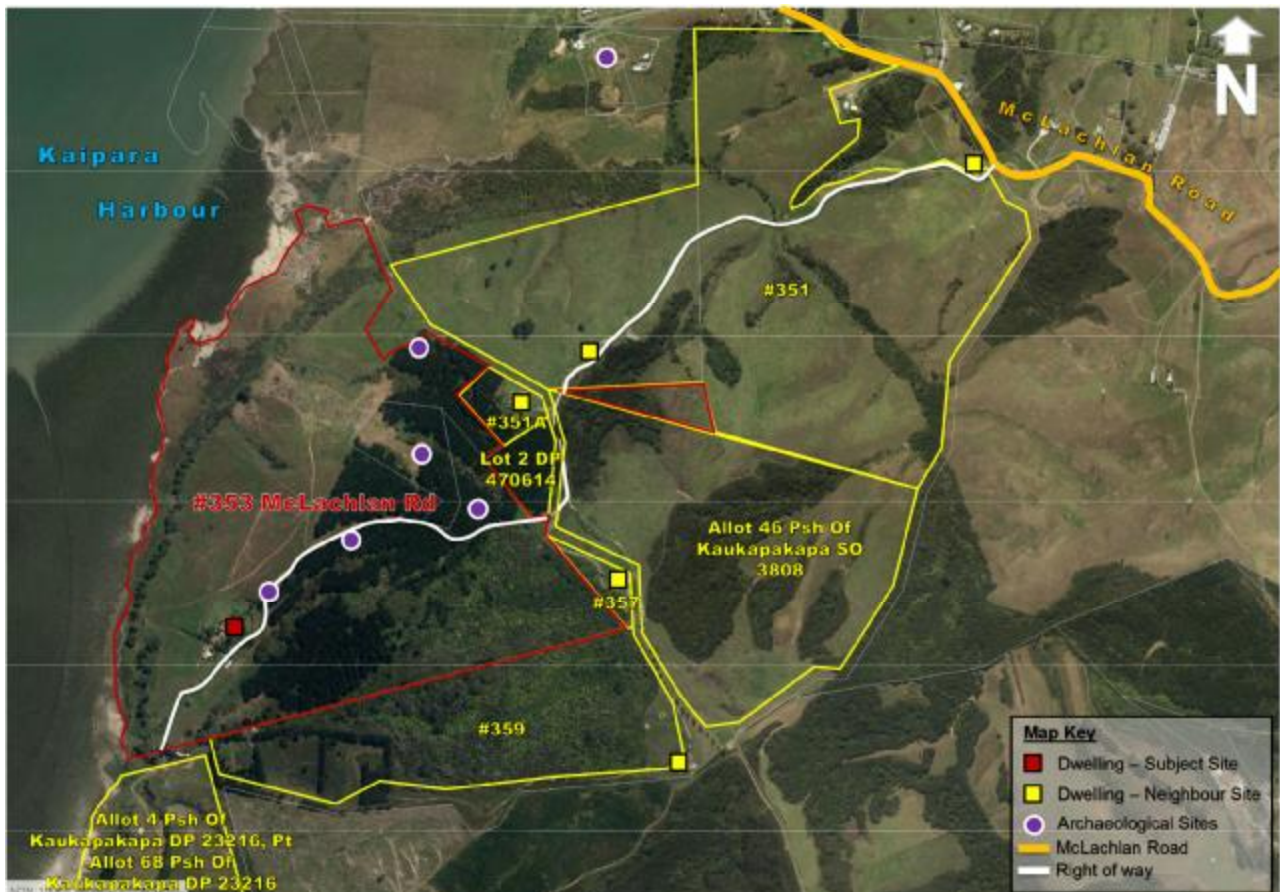 N
McLachlan Road
Kaipara
Harbour
#351
#351A
Lot 2 DP
470614
#353 McLachlan Rd
Allot 46 Psh Of
Kaukapakapa SO
3808
#357
#359
Allot 4 Psh Of
Kaukapakapa DP 23216, Pt
Allot 68 Psh Of
Kaukapakapa DP 23216
Map Key
Dwelling – Subject Site
Dwelling – Neighbour Site
Archaeological Sites
McLachlan Road
Right of way